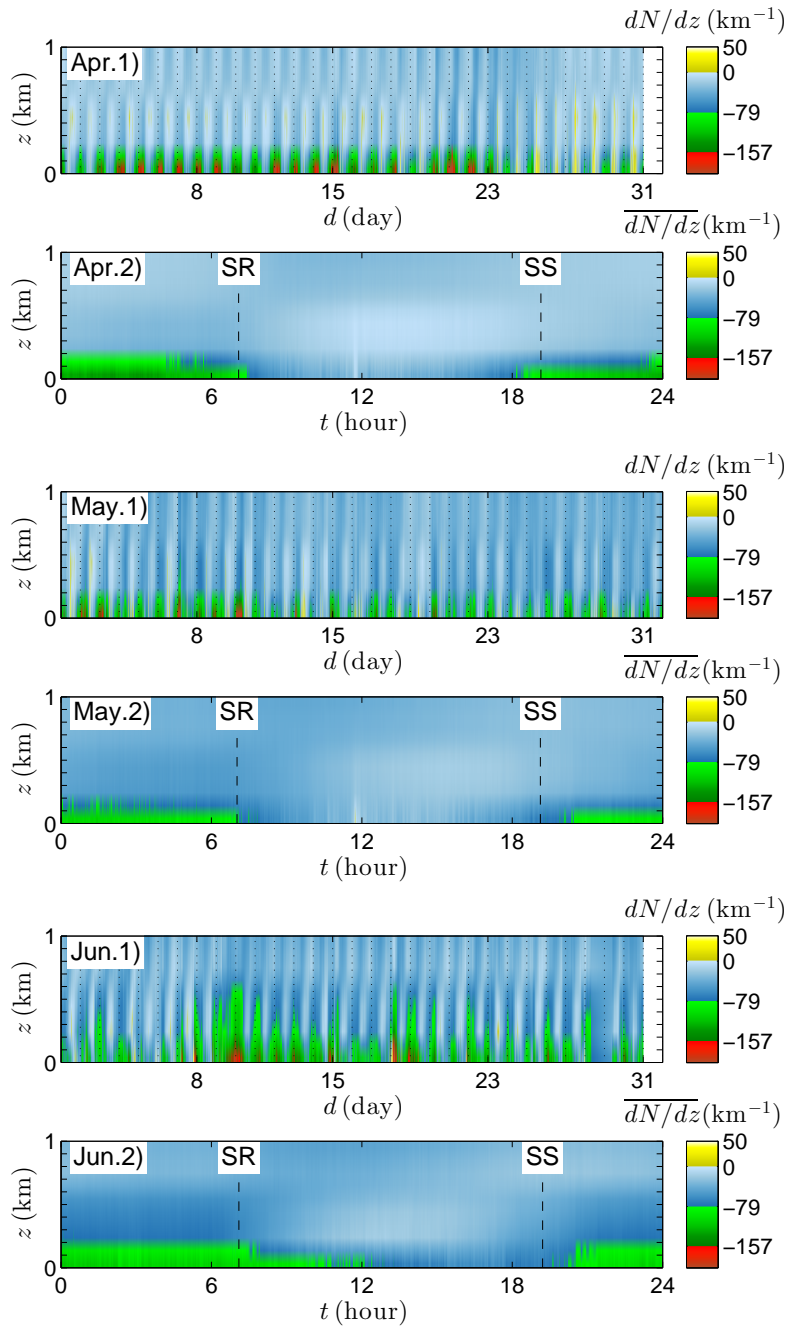 dN/dz (km⁻¹)
Apr.1)
1
z (km)
0
8
15
23
31
d (day)
50
0
−79
−157
dN/dz(km⁻¹)
Apr.2)
SR
SS
1
z (km)
0
0
6
12
18
24
t (hour)
50
0
−79
−157
dN/dz (km⁻¹)
May.1)
1
z (km)
0
8
15
23
31
d (day)
50
0
−79
−157
dN/dz(km⁻¹)
May.2)
SR
SS
1
z (km)
0
0
6
12
18
24
t (hour)
50
0
−79
−157
dN/dz (km⁻¹)
Jun.1)
1
z (km)
0
8
15
23
31
d (day)
50
0
−79
−157
dN/dz(km⁻¹)
Jun.2)
SR
SS
1
z (km)
0
0
6
12
18
24
t (hour)
50
0
−79
−157